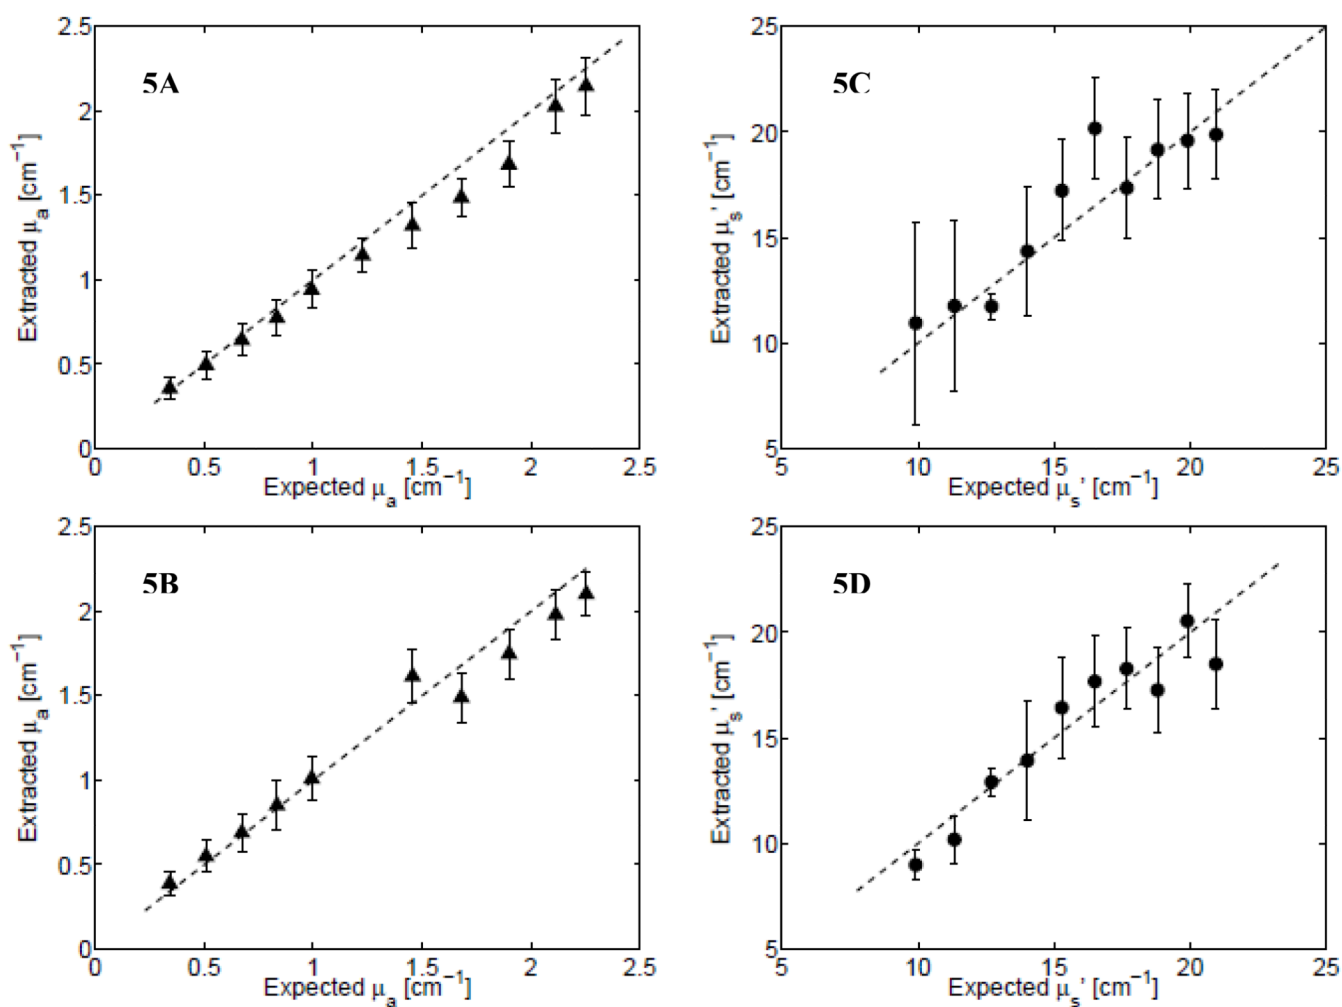 2.5
2
1.5
1
0.5
0
5A
Extracted μa [cm⁻¹]
0 0.5 1 1.5 2 2.5
Expected μa [cm⁻¹]
25
20
15
10
5
5C
Extracted μs' [cm⁻¹]
5 10 15 20 25
Expected μs' [cm⁻¹]
2.5
2
1.5
1
0.5
0
5B
Extracted μa [cm⁻¹]
0 0.5 1 1.5 2 2.5
Expected μa [cm⁻¹]
25
20
15
10
5
5D
Extracted μs' [cm⁻¹]
5 10 15 20 25
Expected μs' [cm⁻¹]